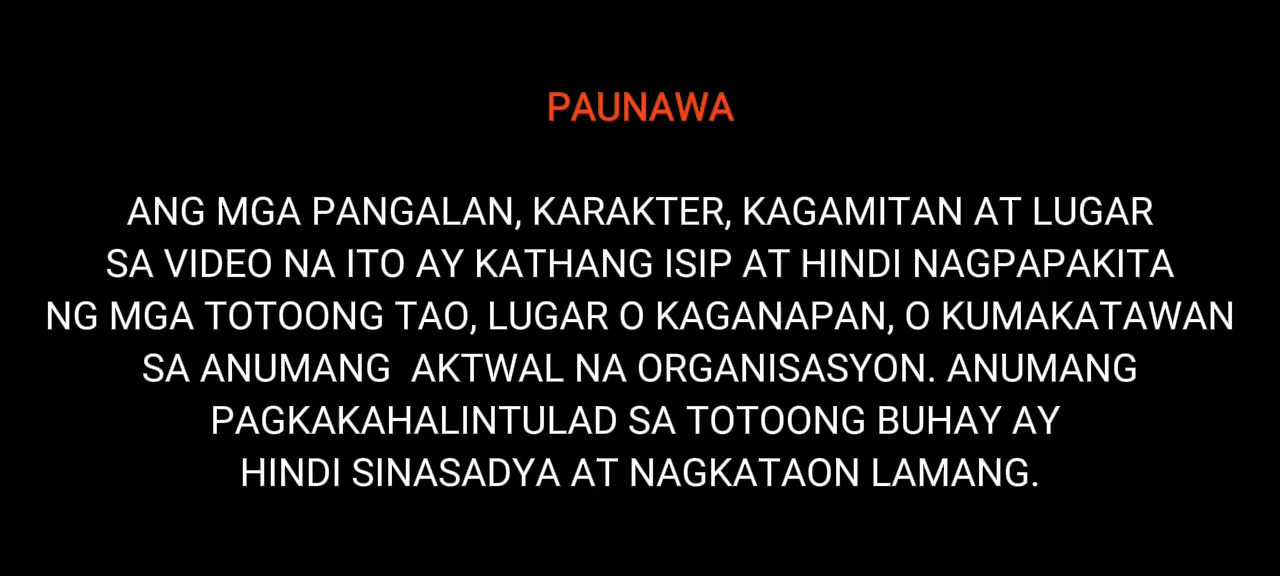 PAUNAWA
ANG MGA PANGALAN, KARAKTER, KAGAMITAN AT LUGAR
SA VIDEO NA ITO AY KATHANG ISIP AT HINDI NAGPAPAKITA
NG MGA TOTOONG TAO, LUGAR O KAGANAPAN, O KUMAKATAWAN
SA ANUMANG  AKTWAL NA ORGANISASYON. ANUMANG
PAGKAKAHALINTULAD SA TOTOONG BUHAY AY
HINDI SINASADYA AT NAGKATAON LAMANG.